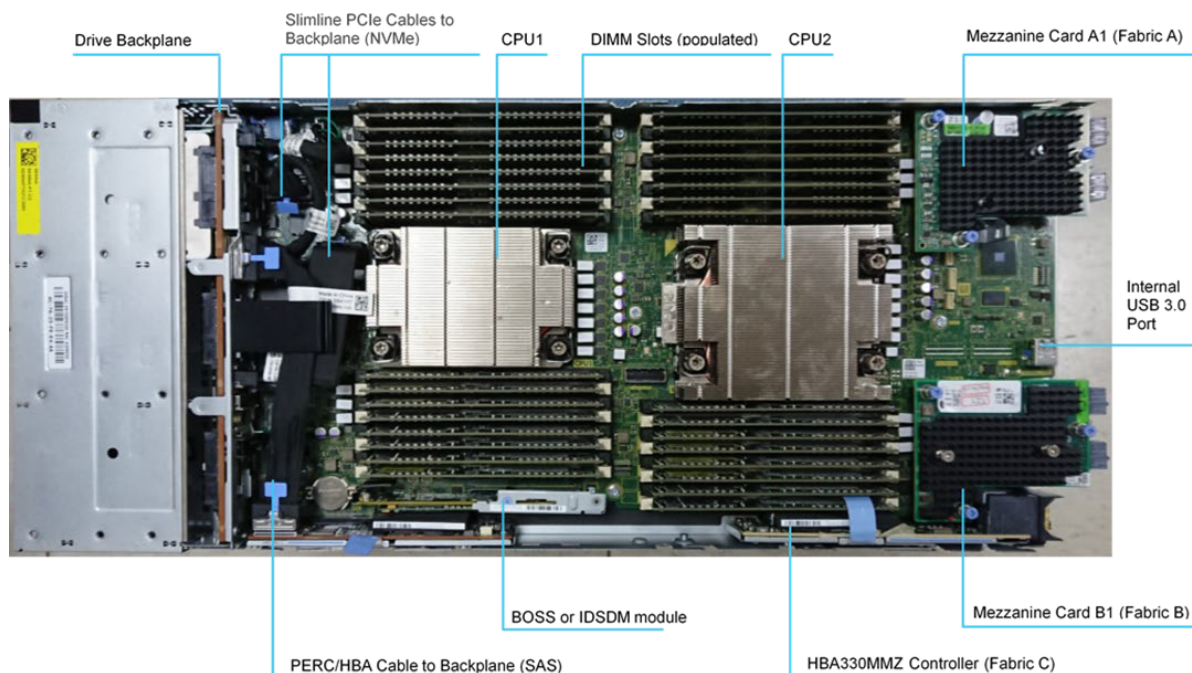 Slimline PCIe Cables to
Backplane (NVMe)
Drive Backplane
CPU1
DIMM Slots (populated)
CPU2
Mezzanine Card A1 (Fabric A)
Internal
USB 3.0
Port
BOSS or IDSDM module
Mezzanine Card B1 (Fabric B)
PERC/HBA Cable to Backplane (SAS)
HBA330MMZ Controller (Fabric C)